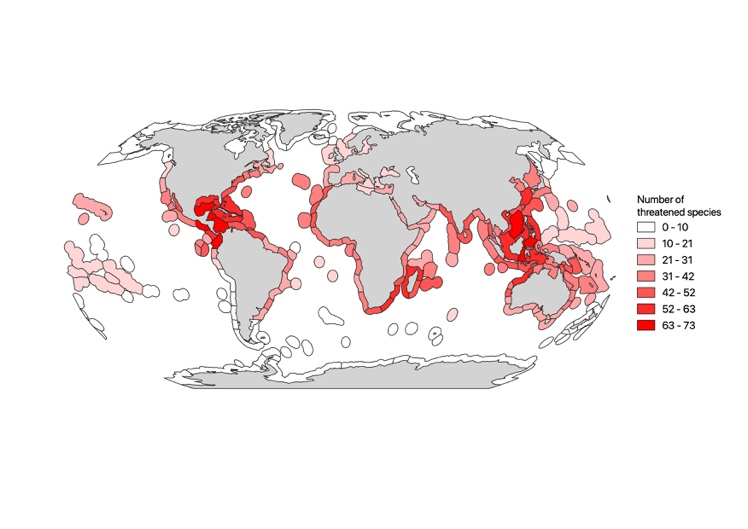 Number of
threatened species
0 - 10
10 - 21
21 - 31
31 - 42
42 - 52
52 - 63
63 - 73